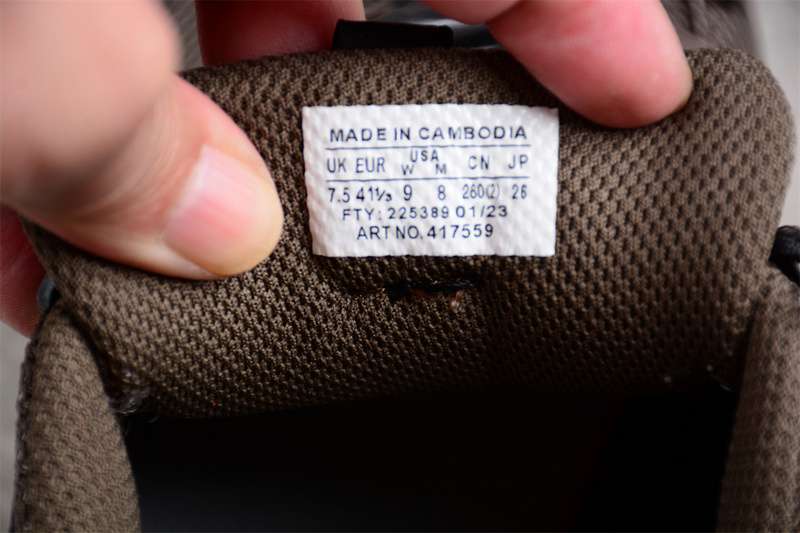 MADE IN CAMBODIA
UK EUR USA W M CN JP
7.5 41⅓ 9 8 260(2) 26
FTY: 225389 01/23
ART NO. 417559